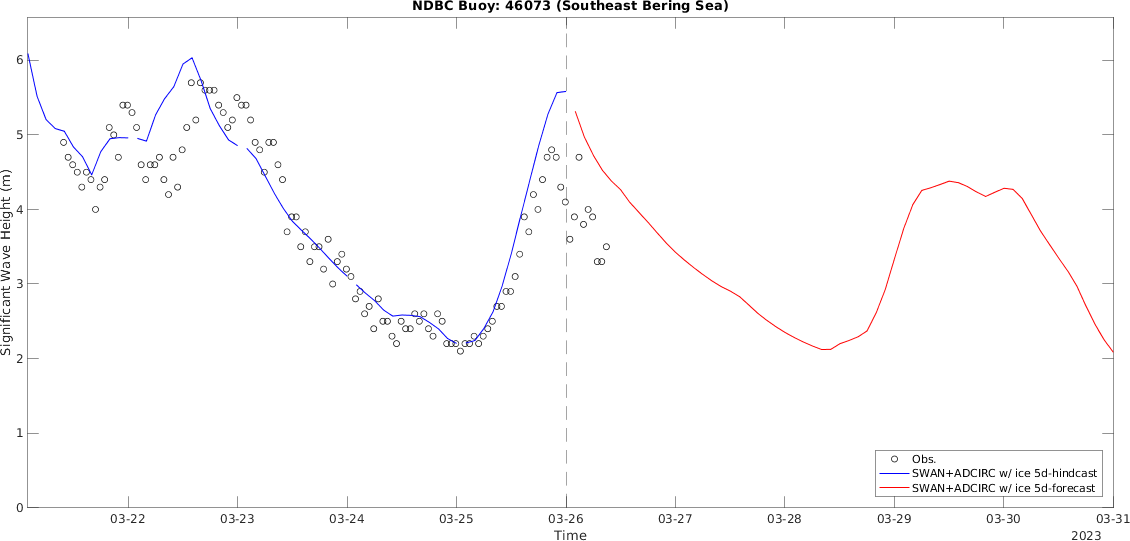 NDBC Buoy: 46073 (Southeast Bering Sea)
Significant Wave Height (m)
6
5
4
3
2
1
0
Obs.
SWAN+ADCIRC w/ ice 5d-hindcast
SWAN+ADCIRC w/ ice 5d-forecast
03-22 03-23 03-24 03-25 03-26 03-27 03-28 03-29 03-30 03-31
Time
2023